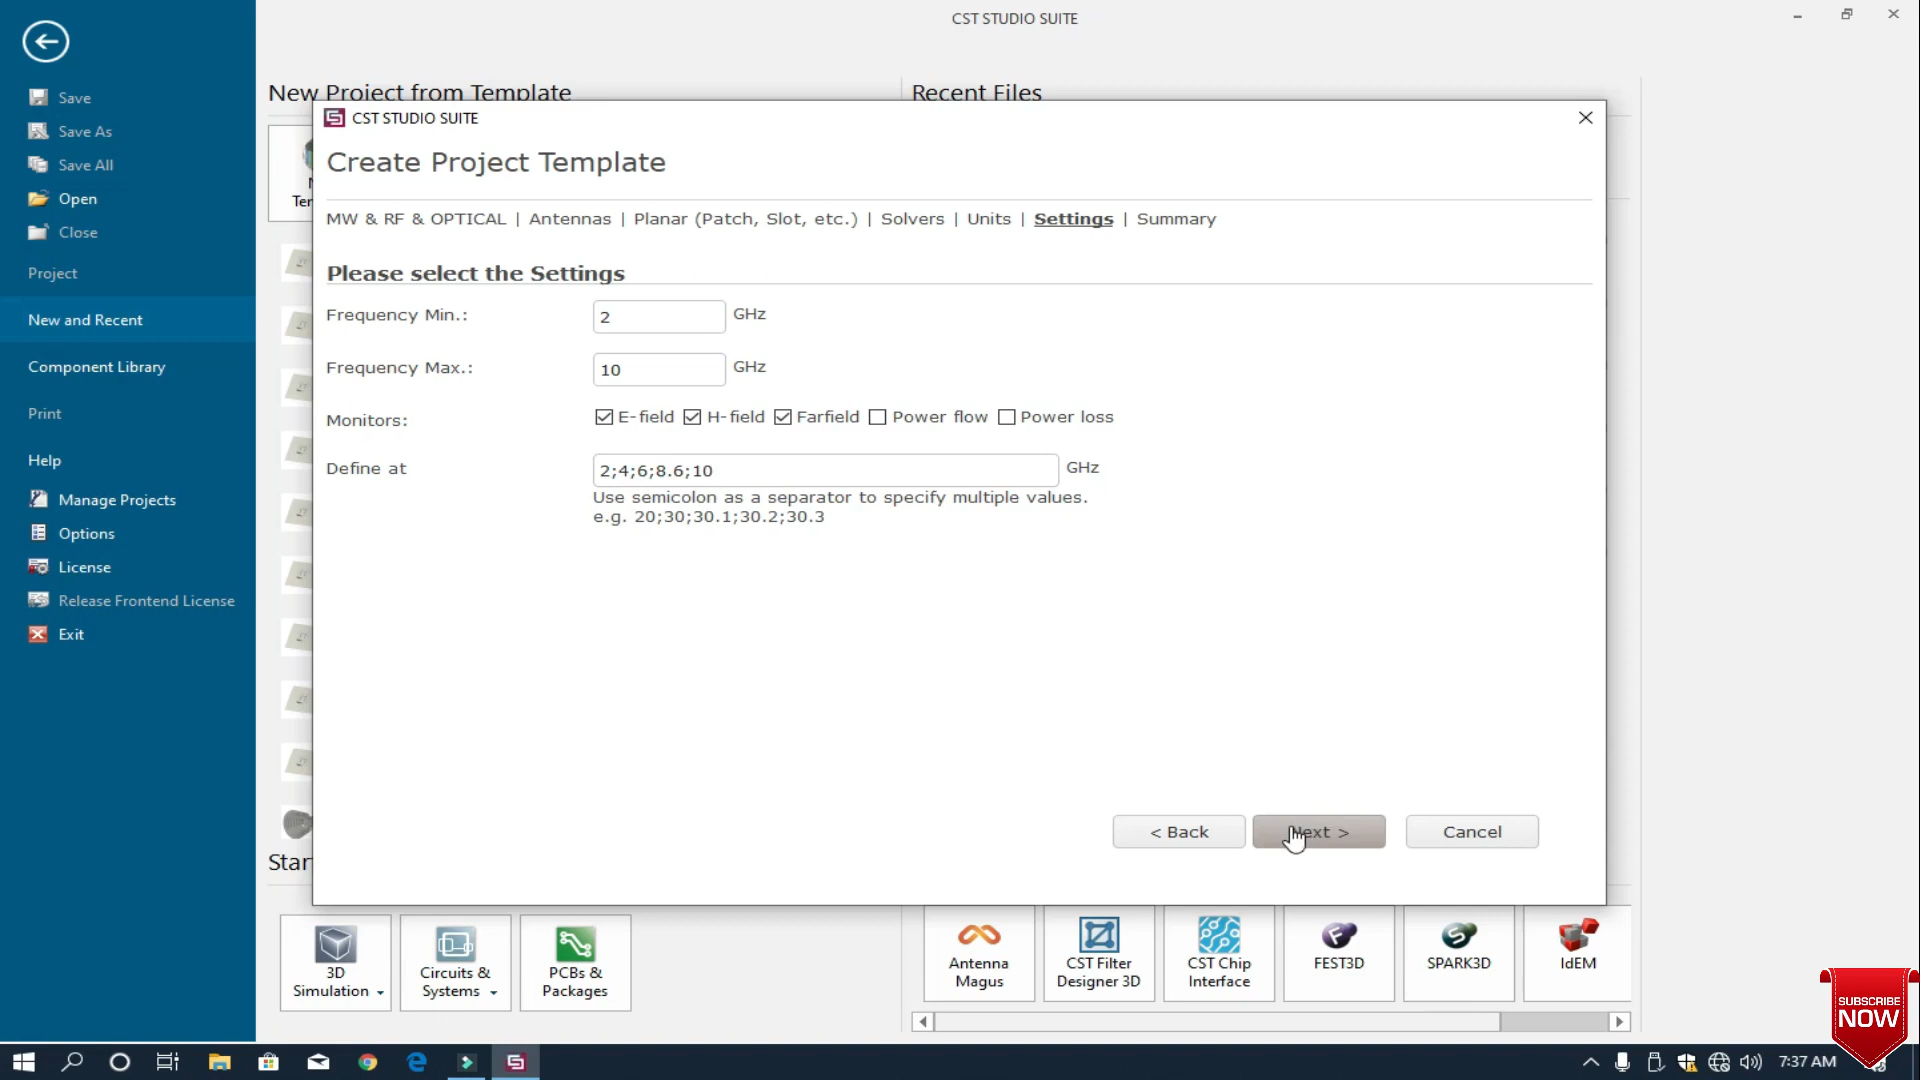 CST STUDIO SUITE
Save
Save As
Save All
Open
Close
Project
New and Recent
Component Library
Print
Help
Manage Projects
Options
License
Release Frontend License
Exit
New Project from Template
Recent Files
CST STUDIO SUITE
Create Project Template
MW & RF & OPTICAL | Antennas | Planar (Patch, Slot, etc.) | Solvers | Units | Settings | Summary
Please select the Settings
Frequency Min.: 2 GHz
Frequency Max.: 10 GHz
Monitors: E-field H-field Farfield Power flow Power loss
Define at 2;4;6;8.6;10 GHz
Use semicolon as a separator to specify multiple values.
e.g. 20;30;30.1;30.2;30.3
< Back
Next >
Cancel
3D
Simulation
Circuits &
Systems
PCBs &
Packages
Antenna
Magus
CST Filter
Designer 3D
CST Chip
Interface
FEST3D
SPARK3D
IdEM
SUBSCRIBE
NOW
7:37 AM